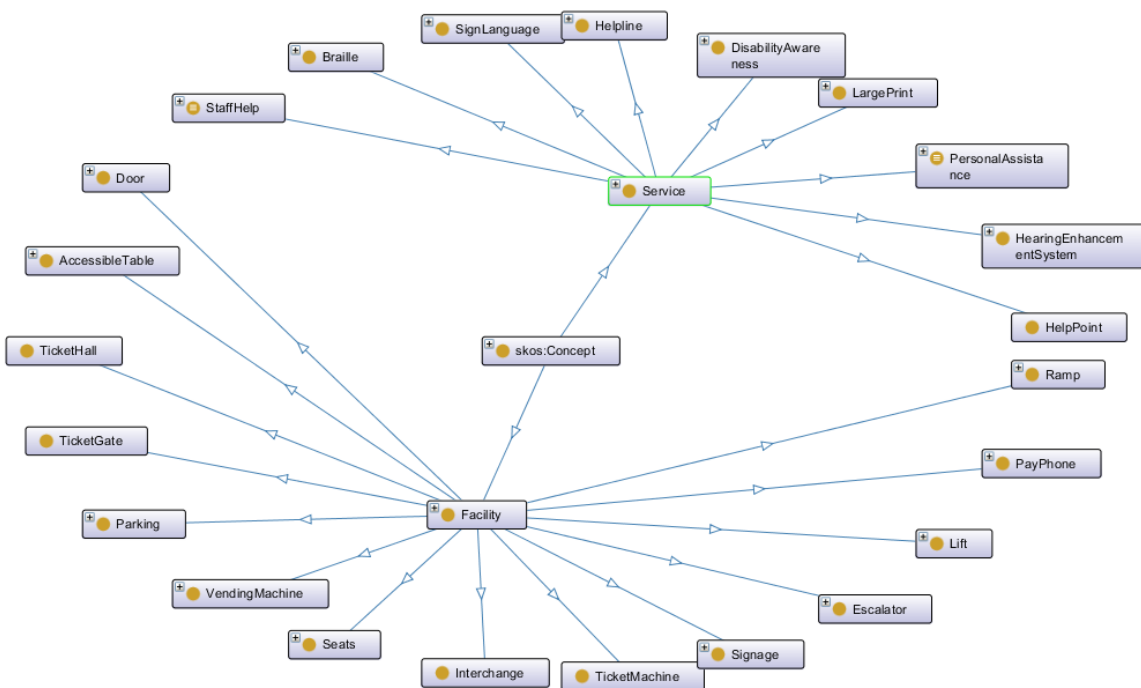 SignLanguage
Helpline
Braille
DisabilityAware
ness
LargePrint
StaffHelp
PersonalAssista
nce
Door
Service
HearingEnhancem
entSystem
AccessibleTable
HelpPoint
TicketHall
skos:Concept
Ramp
TicketGate
PayPhone
Parking
Facility
Lift
VendingMachine
Escalator
Seats
Signage
Interchange
TicketMachine